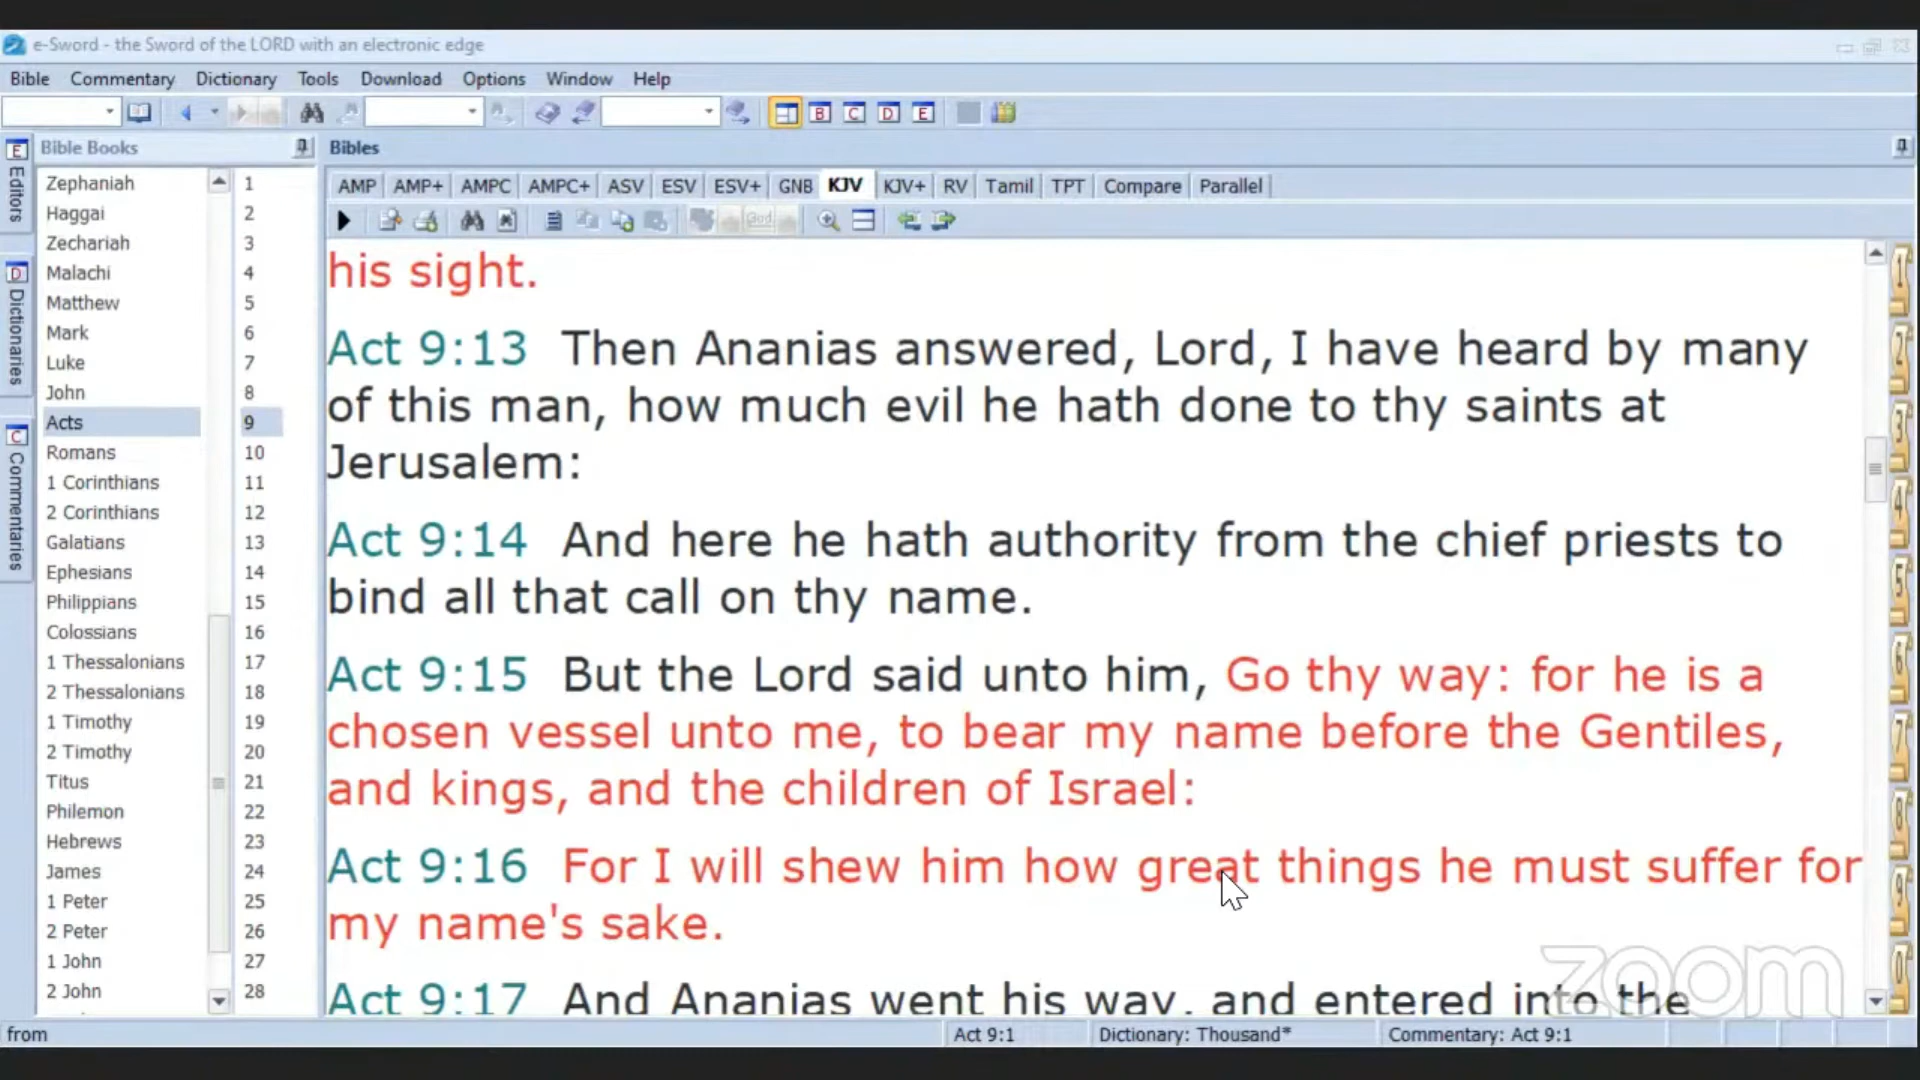 e-Sword - the Sword of the LORD with an electronic edge
Bible Commentary Dictionary Tools Download Options Window Help
B C D E
Bible Books
Bibles
E Editors
D Dictionaries
C Commentaries
Zephaniah
Haggai
Zechariah
Malachi
Matthew
Mark
Luke
John
Acts
Romans
1 Corinthians
2 Corinthians
Galatians
Ephesians
Philippians
Colossians
1 Thessalonians
2 Thessalonians
1 Timothy
2 Timothy
Titus
Philemon
Hebrews
James
1 Peter
2 Peter
1 John
2 John
1
2
3
4
5
6
7
8
9
10
11
12
13
14
15
16
17
18
19
20
21
22
23
24
25
26
27
28
AMP AMP+ AMPC AMPC+ ASV ESV ESV+ GNB KJV KJV+ RV Tamil TPT Compare Parallel
God
his sight.
Act 9:13 Then Ananias answered, Lord, I have heard by many
of this man, how much evil he hath done to thy saints at
Jerusalem:
Act 9:14 And here he hath authority from the chief priests to
bind all that call on thy name.
Act 9:15 But the Lord said unto him, Go thy way: for he is a
chosen vessel unto me, to bear my name before the Gentiles,
and kings, and the children of Israel:
Act 9:16 For I will shew him how great things he must suffer for
my name's sake.
Act 9:17 And Ananias went his way, and entered into the
1
2
3
4
5
6
7
8
9
0
zoom
from
Act 9:1
Dictionary: Thousand*
Commentary: Act 9:1